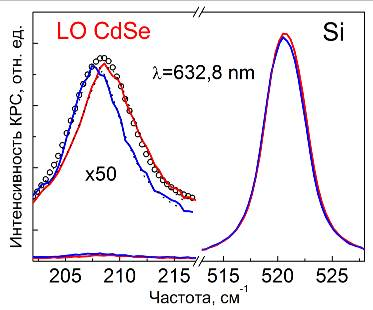 LO CdSe
Si
λ=632,8 nm
x50
Интенсивность КРС, отн. ед.
205 210 215 515 520 525
Частота, см⁻¹